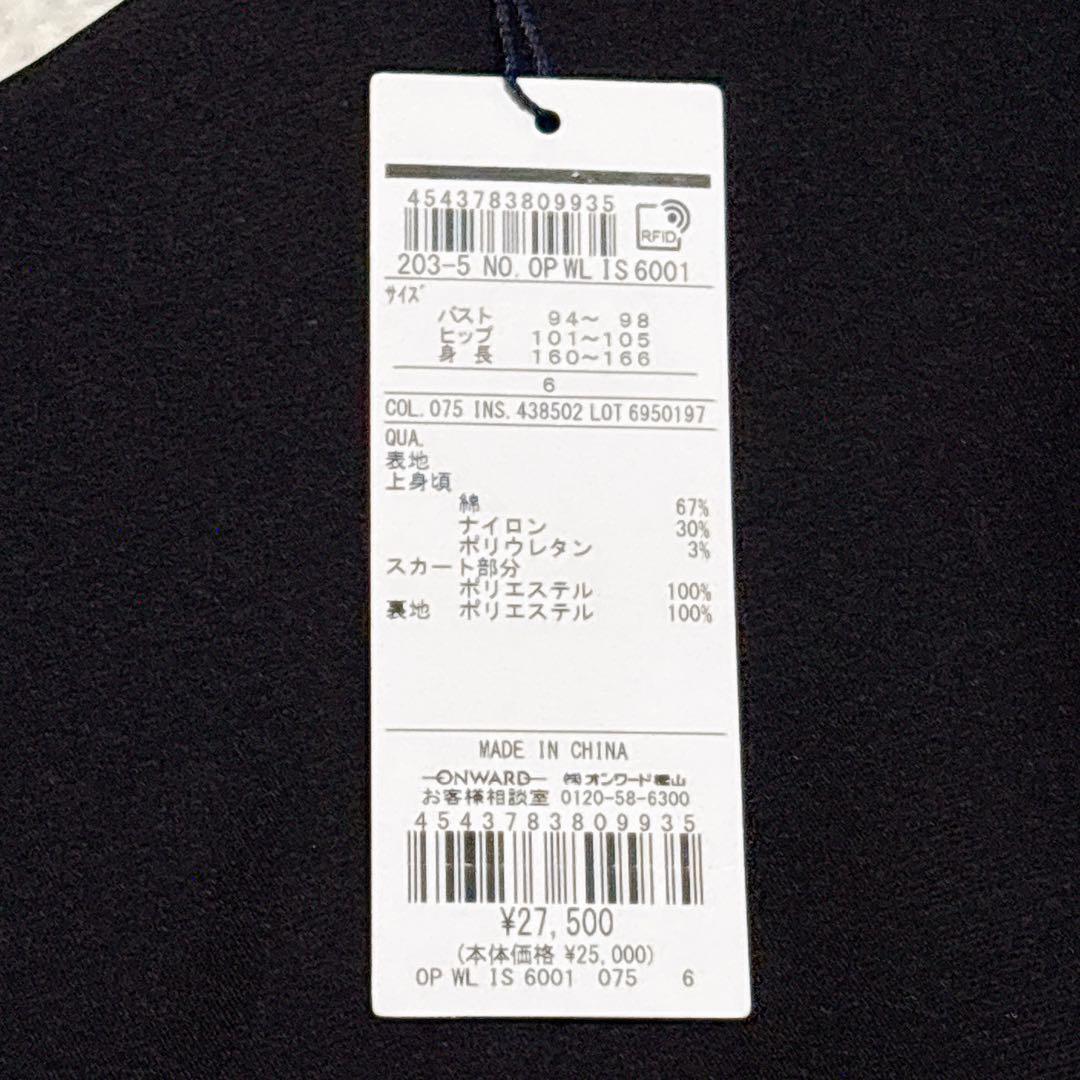 4543783809935
RFID
203-5 NO. OP WL IS 6001
サイズ
バスト 94〜 98
ヒップ 101〜105
身長 160〜166
6
COL. 075 INS. 438502 LOT 6950197
QUA.
表地
上身頃
綿 67%
ナイロン 30%
ポリウレタン 3%
スカート部分
ポリエステル 100%
裏地 ポリエステル 100%
MADE IN CHINA
ONWARD ㈱オンワード樫山
お客様相談室 0120-58-6300
4543783809935
¥27,500
(本体価格 ¥25,000)
OP WL IS 6001 075 6